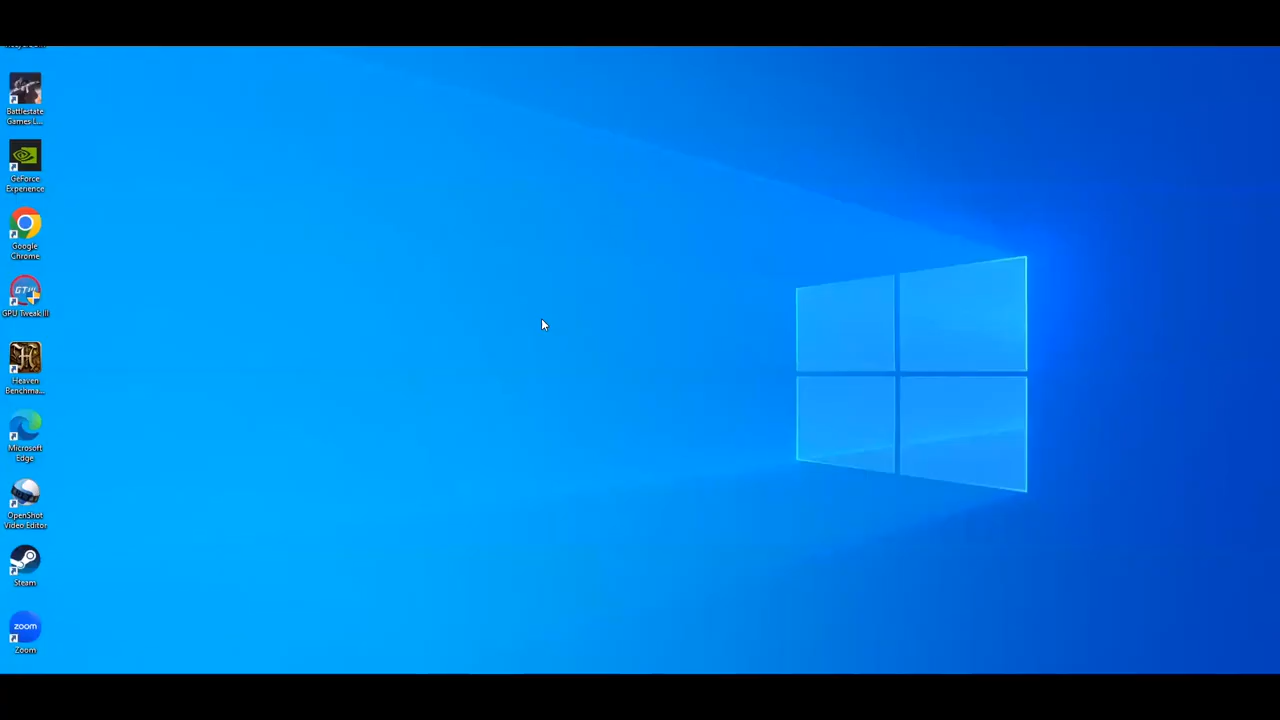 Battlestate
Games L...
GeForce
Experience
Google
Chrome
GTIII
GPU Tweak III
H
Heaven
Benchma...
Microsoft
Edge
OpenShot
Video Editor
Steam
zoom
Zoom